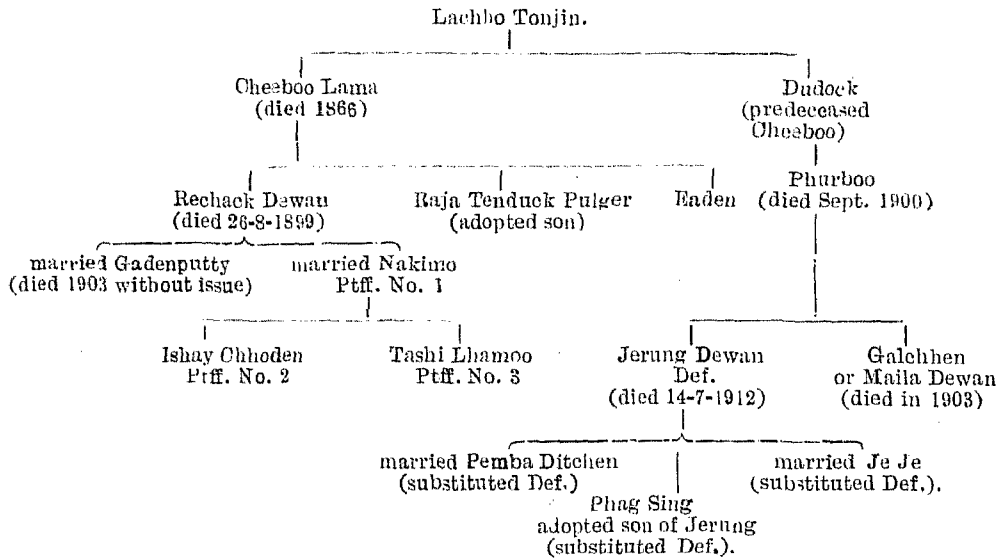 Lachbo Tonjin.
Cheeboo Lama
(died 1866)
Dudock
(predeceased
Cheeboo)
Rechack Dewan
(died 26-8-1899)
Raja Tenduck Pulger
(adopted son)
Eaden
Phurboo
(died Sept. 1900)
married Gadenputty
(died 1903 without issue)
married Nakimo
Ptff. No. 1
Ishay Chhoden
Ptff. No. 2
Tashi Lhamoo
Ptff. No. 3
Jerung Dewan
Def.
(died 14-7-1912)
Galchhen
or Maila Dewan
(died in 1903)
married Pemba Ditchen
(substituted Def.)
married Je Je
(substituted Def.).
Phag Sing
adopted son of Jerung
(substituted Def.).